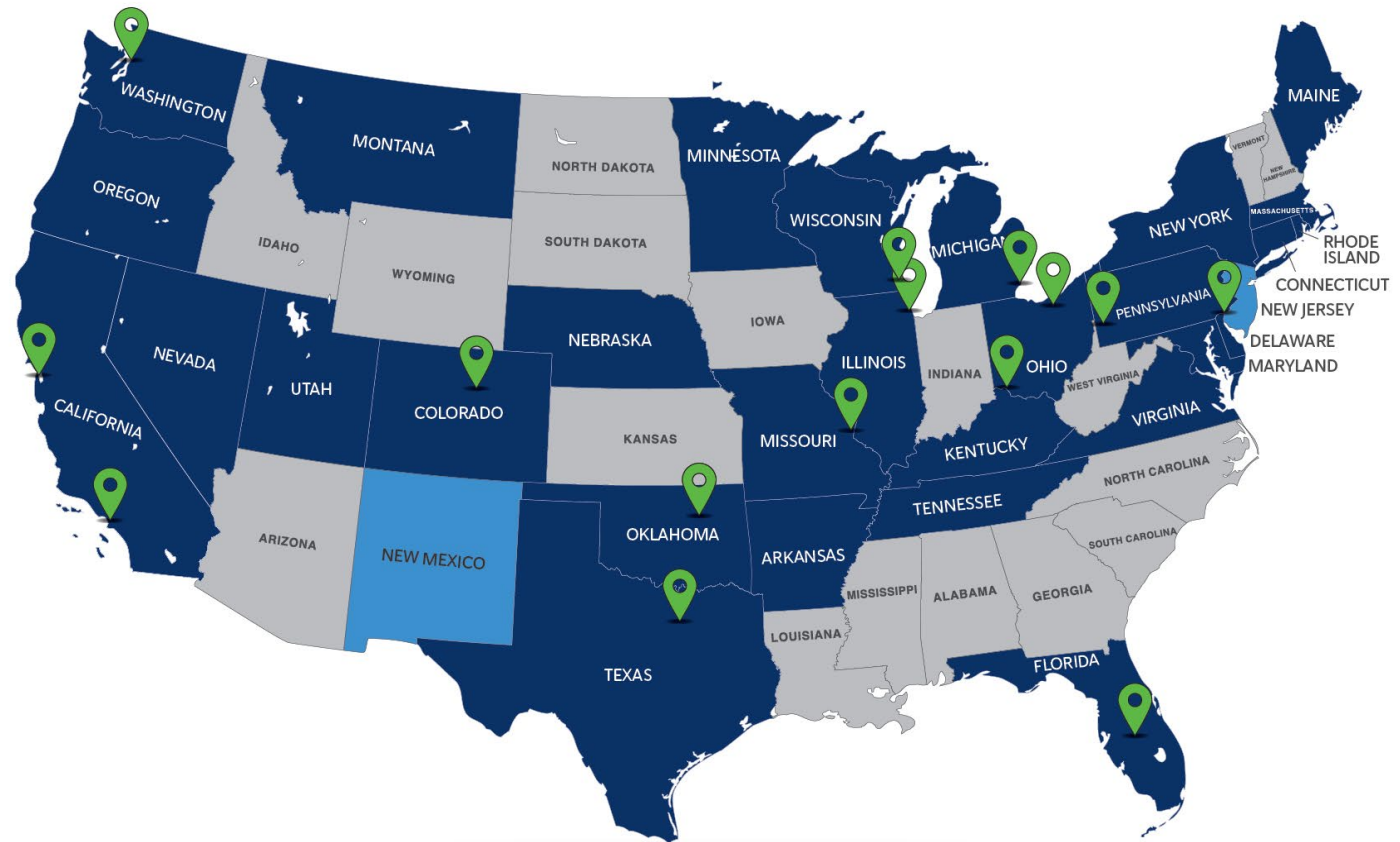 WASHINGTON
MONTANA
NORTH DAKOTA
MINNESOTA
MAINE
VERMONT
NEW
HAMPSHIRE
OREGON
IDAHO
WYOMING
SOUTH DAKOTA
WISCONSIN
MICHIGAN
NEW YORK
MASSACHUSETTS
RHODE
ISLAND
CONNECTICUT
NEW JERSEY
PENNSYLVANIA
DELAWARE
MARYLAND
NEVADA
UTAH
COLORADO
NEBRASKA
IOWA
ILLINOIS
INDIANA
OHIO
WEST VIRGINIA
VIRGINIA
CALIFORNIA
KANSAS
MISSOURI
KENTUCKY
NORTH CAROLINA
TENNESSEE
SOUTH CAROLINA
ARIZONA
NEW MEXICO
OKLAHOMA
ARKANSAS
MISSISSIPPI
ALABAMA
GEORGIA
LOUISIANA
TEXAS
FLORIDA